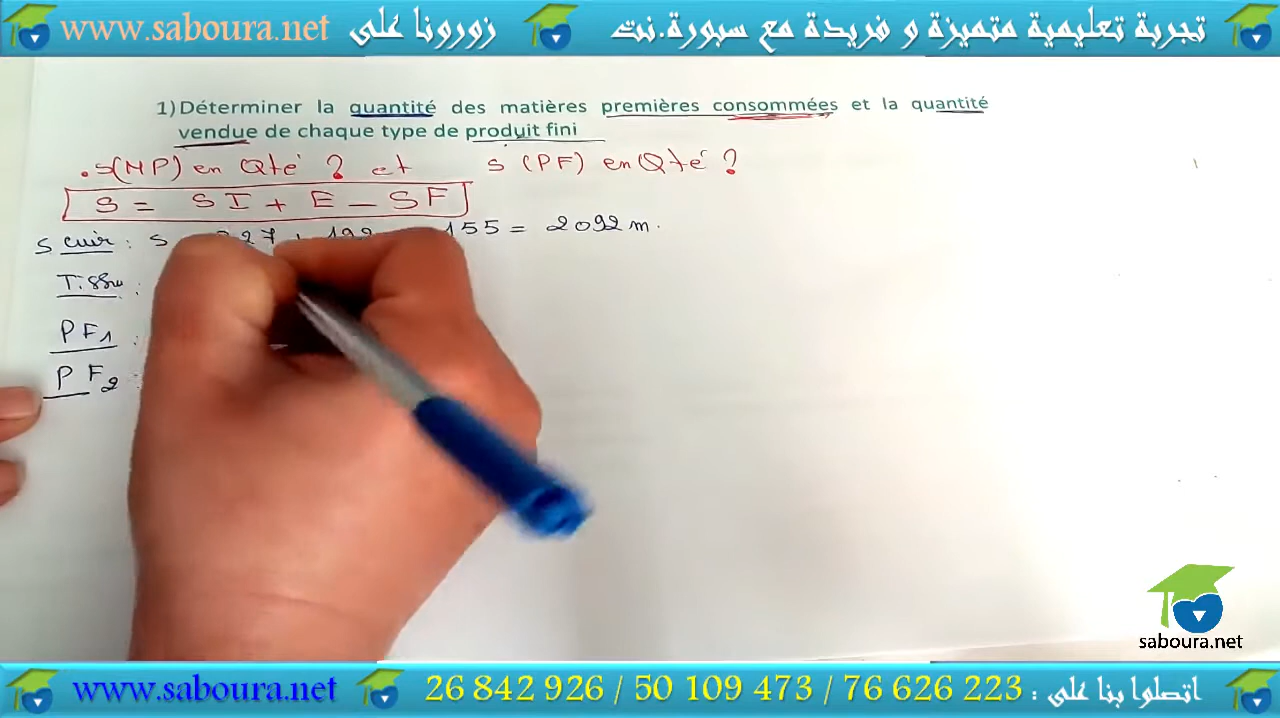 www.saboura.net زورونا على تجربة تعليمية متميزة و فريدة مع سبورة.نت
1) Déterminer la quantité des matières premières consommées et la quantité
vendue de chaque type de produit fini
. S(MP) en Qté ? et S (PF) en Qté ?
S = SI + E - SF
S cuir : S 155 = 2092 m.
Tissu :
PF1 :
PF2 :
saboura.net
www.saboura.net 26 842 926 / 50 109 473 / 76 626 223 : اتصلوا بنا على